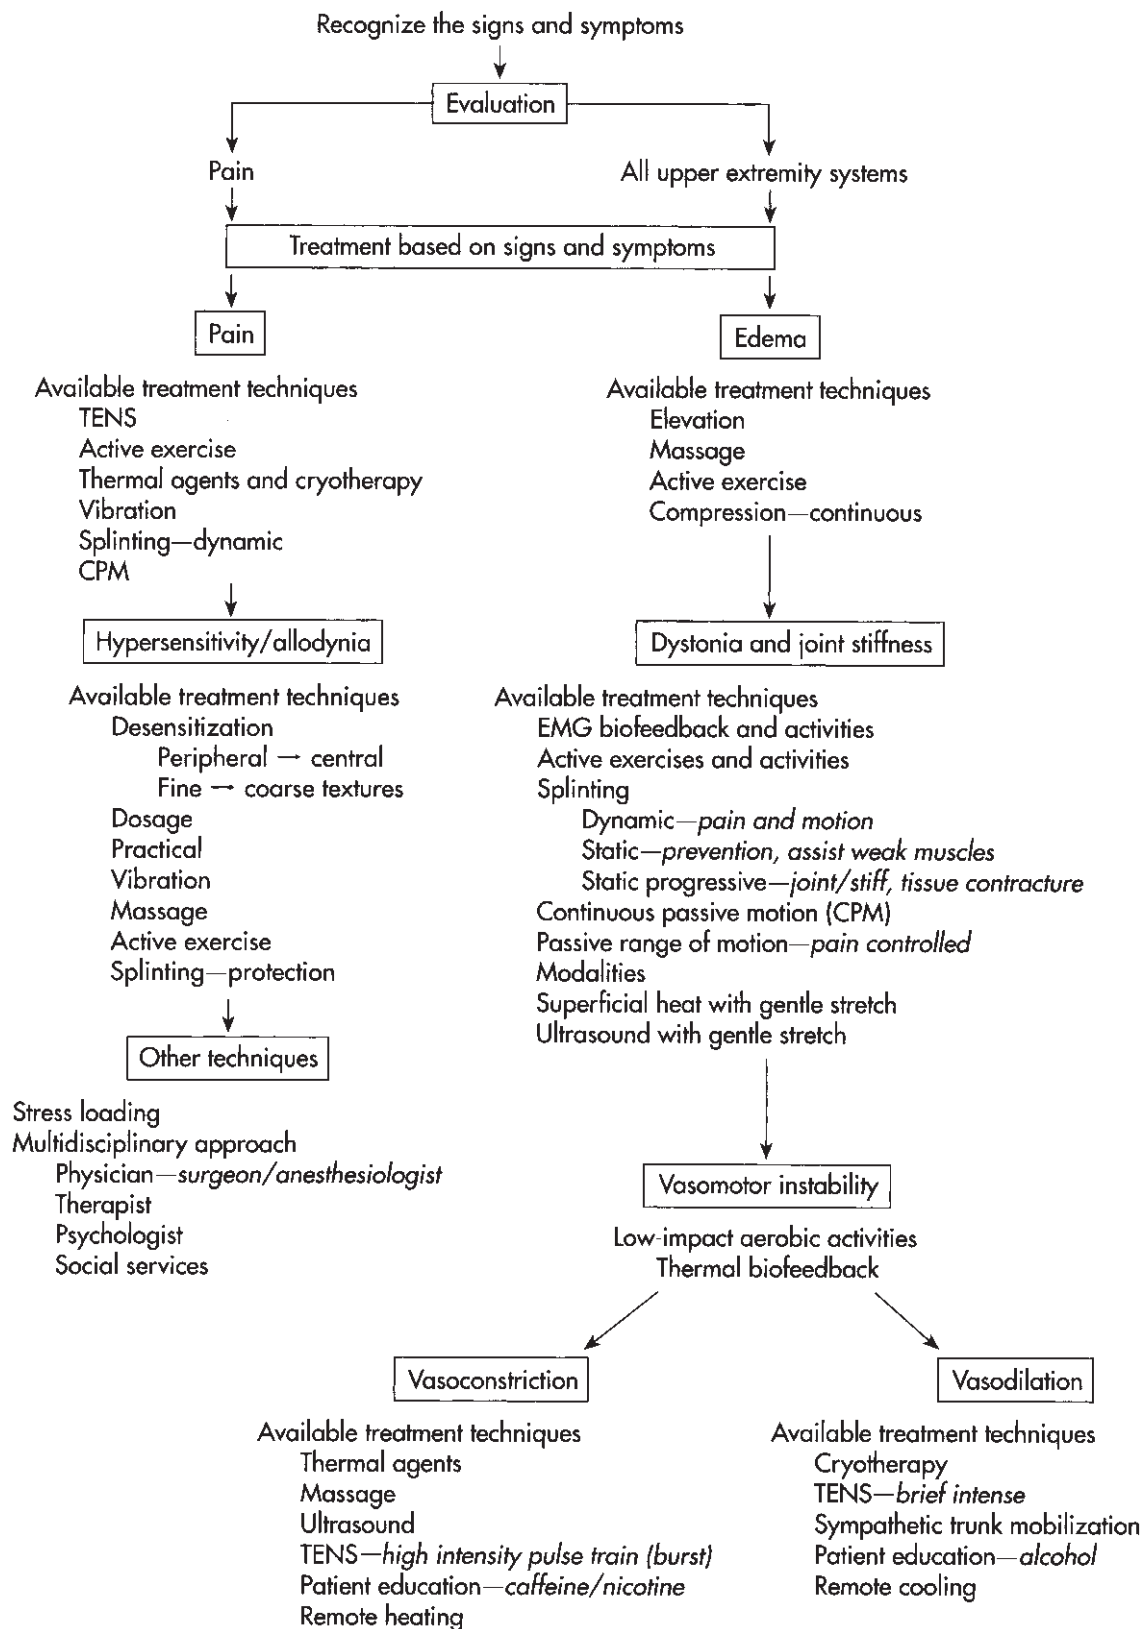 Recognize the signs and symptoms
Evaluation
Pain
All upper extremity systems
Treatment based on signs and symptoms
Pain
Available treatment techniques
TENS
Active exercise
Thermal agents and cryotherapy
Vibration
Splinting—dynamic
CPM
Hypersensitivity/allodynia
Available treatment techniques
Desensitization
Peripheral → central
Fine → coarse textures
Dosage
Practical
Vibration
Massage
Active exercise
Splinting—protection
Other techniques
Stress loading
Multidisciplinary approach
Physician—surgeon/anesthesiologist
Therapist
Psychologist
Social services
Edema
Available treatment techniques
Elevation
Massage
Active exercise
Compression—continuous
Dystonia and joint stiffness
Available treatment techniques
EMG biofeedback and activities
Active exercises and activities
Splinting
Dynamic—pain and motion
Static—prevention, assist weak muscles
Static progressive—joint/stiff, tissue contracture
Continuous passive motion (CPM)
Passive range of motion—pain controlled
Modalities
Superficial heat with gentle stretch
Ultrasound with gentle stretch
Vasomotor instability
Low-impact aerobic activities
Thermal biofeedback
Vasoconstriction
Available treatment techniques
Thermal agents
Massage
Ultrasound
TENS—high intensity pulse train (burst)
Patient education—caffeine/nicotine
Remote heating
Vasodilation
Available treatment techniques
Cryotherapy
TENS—brief intense
Sympathetic trunk mobilization
Patient education—alcohol
Remote cooling